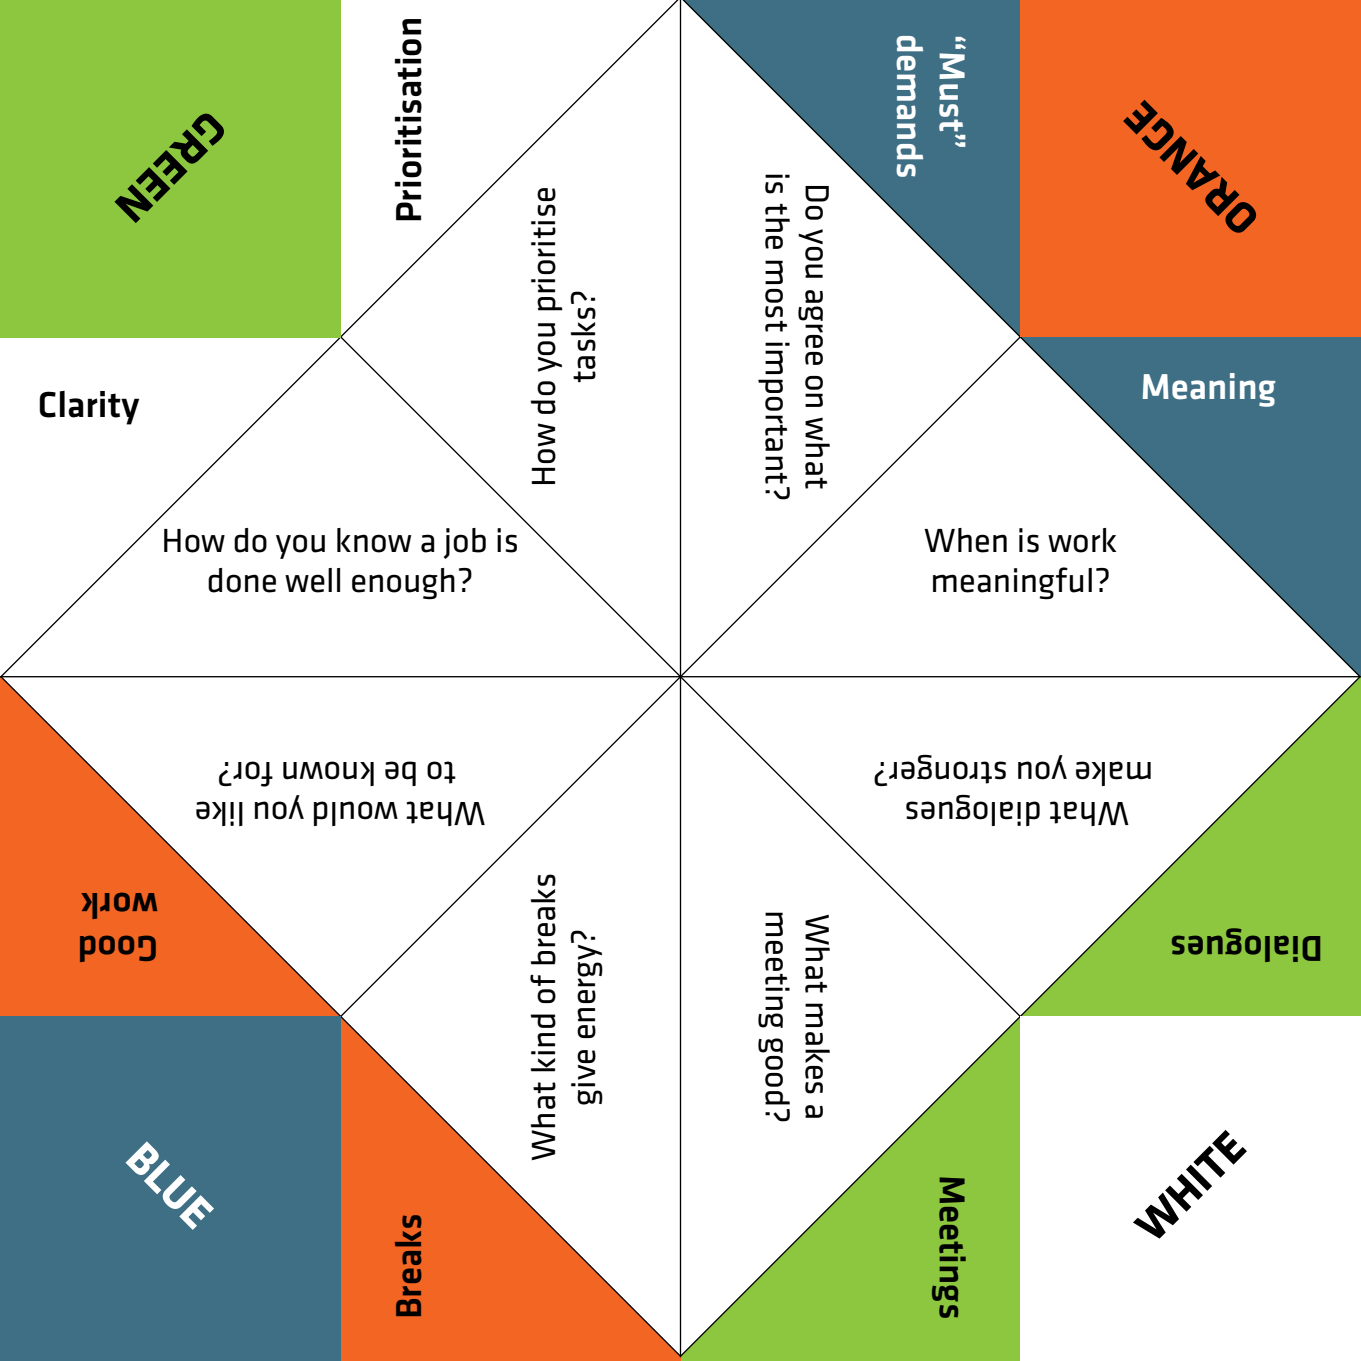 GREEN
Prioritisation
“Must”
demands
ORANGE
How do you prioritise
tasks?
Do you agree on what
is the most important?
Clarity
Meaning
How do you know a job is
done well enough?
When is work
meaningful?
What would you like
to be known for?
What dialogues
make you stronger?
Good
work
What kind of breaks
give energy?
What makes a
meeting good?
Dialogues
BLUE
Breaks
Meetings
WHITE